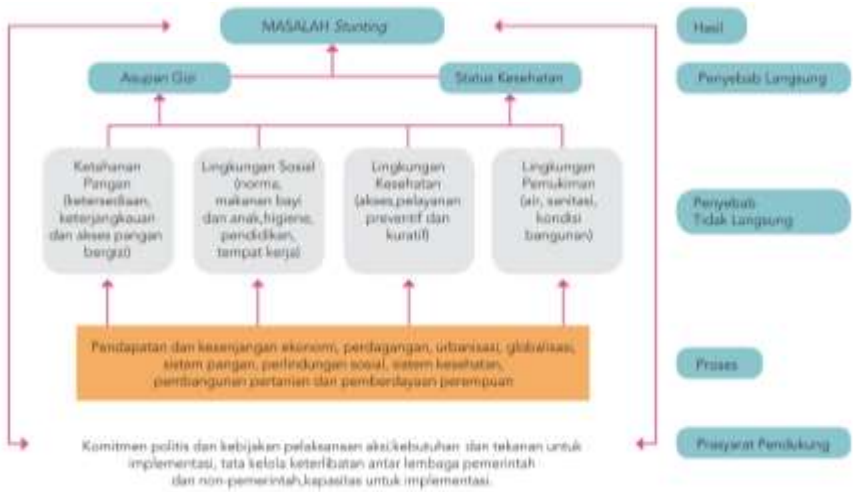 MASALAH Stunting
Hasil
Asupan Gizi
Status Kesehatan
Penyebab Langsung
Ketahanan
Pangan
(ketersediaan,
keterjangkauan
dan akses pangan
bergizi)
Lingkungan Sosial
(norma,
makanan bayi
dan anak,higiene,
pendidikan,
tempat kerja)
Lingkungan
Kesehatan
(akses,pelayanan
preventif dan
kuratif)
Lingkungan
Pemukiman
(air, sanitasi,
kondisi
bangunan)
Penyebab
Tidak Langsung
Pendapatan dan kesenjangan ekonomi, perdagangan, urbanisasi, globalisasi,
sistem pangan, perlindungan sosial, sistem kesehatan,
pembangunan pertanian dan pemberdayaan perempuan
Proses
Komitmen politis dan kebijakan pelaksanaan aksi;kebutuhan dan tekanan untuk
implementasi, tata kelola keterlibatan antar lembaga pemerintah
dan non-pemerintah,kapasitas untuk implementasi.
Prasyarat Pendukung